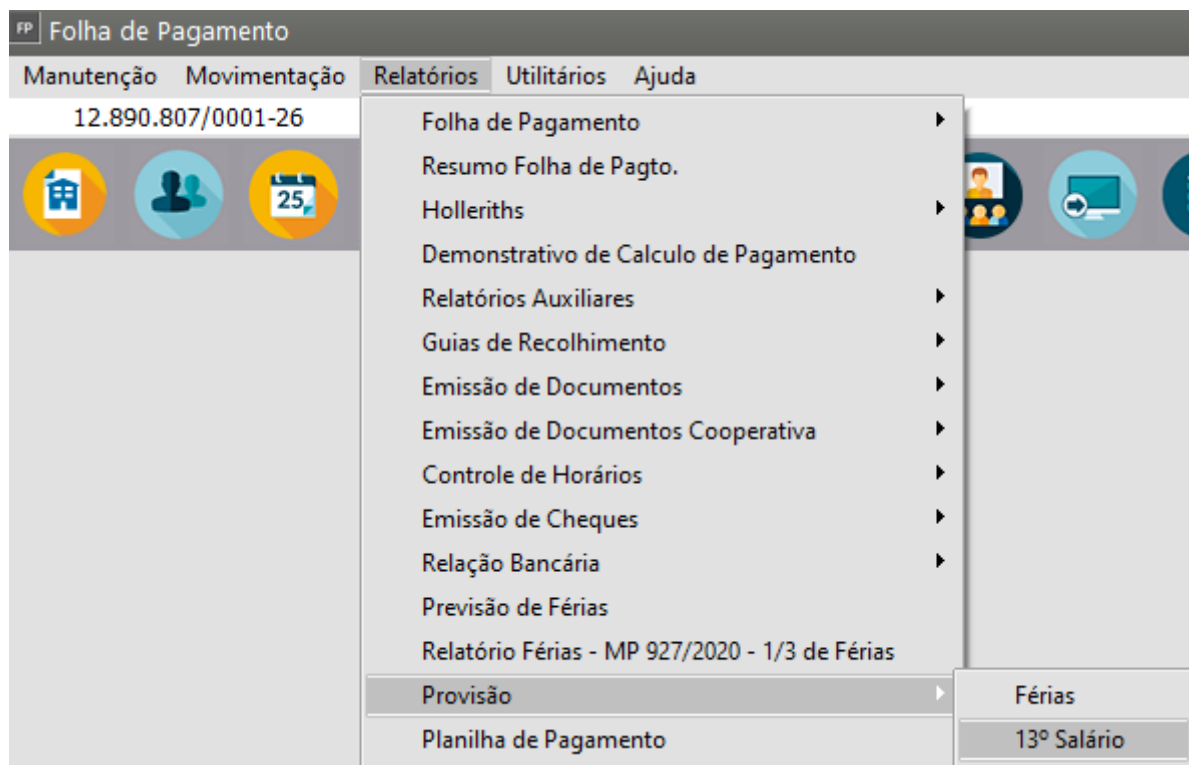 FP Folha de Pagamento
Manutenção Movimentação Relatórios Utilitários Ajuda
12.890.807/0001-26
25
Folha de Pagamento
Resumo Folha de Pagto.
Holleriths
Demonstrativo de Calculo de Pagamento
Relatórios Auxiliares
Guias de Recolhimento
Emissão de Documentos
Emissão de Documentos Cooperativa
Controle de Horários
Emissão de Cheques
Relação Bancária
Previsão de Férias
Relatório Férias - MP 927/2020 - 1/3 de Férias
Provisão
Planilha de Pagamento
Férias
13º Salário